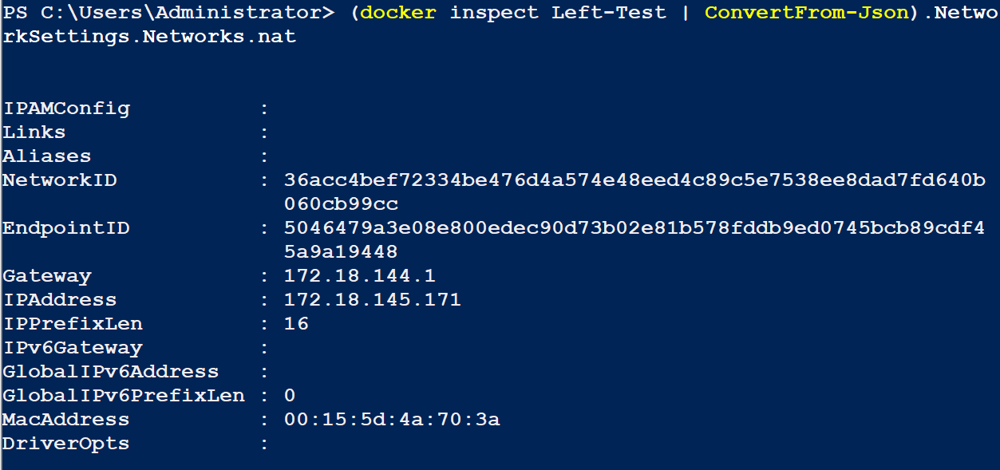 PS C:\Users\Administrator> (docker inspect Left-Test | ConvertFrom-Json).Netwo
rkSettings.Networks.nat
IPAMConfig          :
Links               :
Aliases             :
NetworkID           : 36acc4bef72334be476d4a574e48eed4c89c5e7538ee8dad7fd640b
                      060cb99cc
EndpointID          : 5046479a3e08e800edec90d73b02e81b578fddb9ed0745bcb89cdf4
                      5a9a19448
Gateway             : 172.18.144.1
IPAddress           : 172.18.145.171
IPPrefixLen         : 16
IPv6Gateway         :
GlobalIPv6Address   :
GlobalIPv6PrefixLen : 0
MacAddress          : 00:15:5d:4a:70:3a
DriverOpts          :